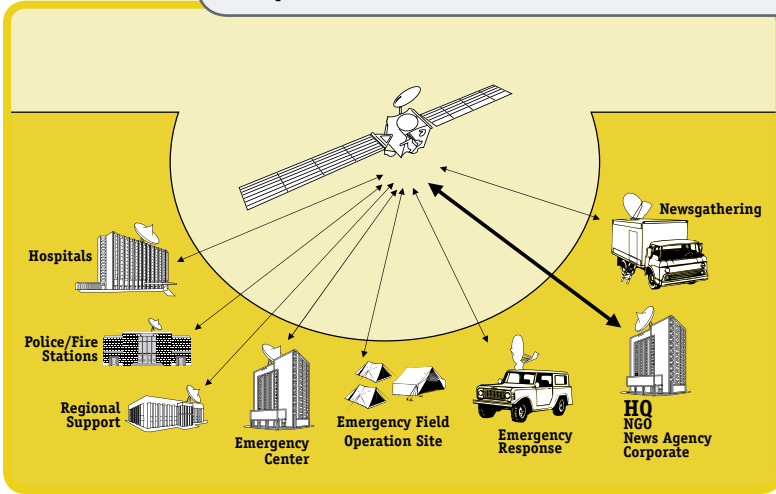 Newsgathering
Hospitals
Police/Fire
Stations
Regional
Support
Emergency
Center
Emergency Field
Operation Site
Emergency
Response
HQ
NGO
News Agency
Corporate